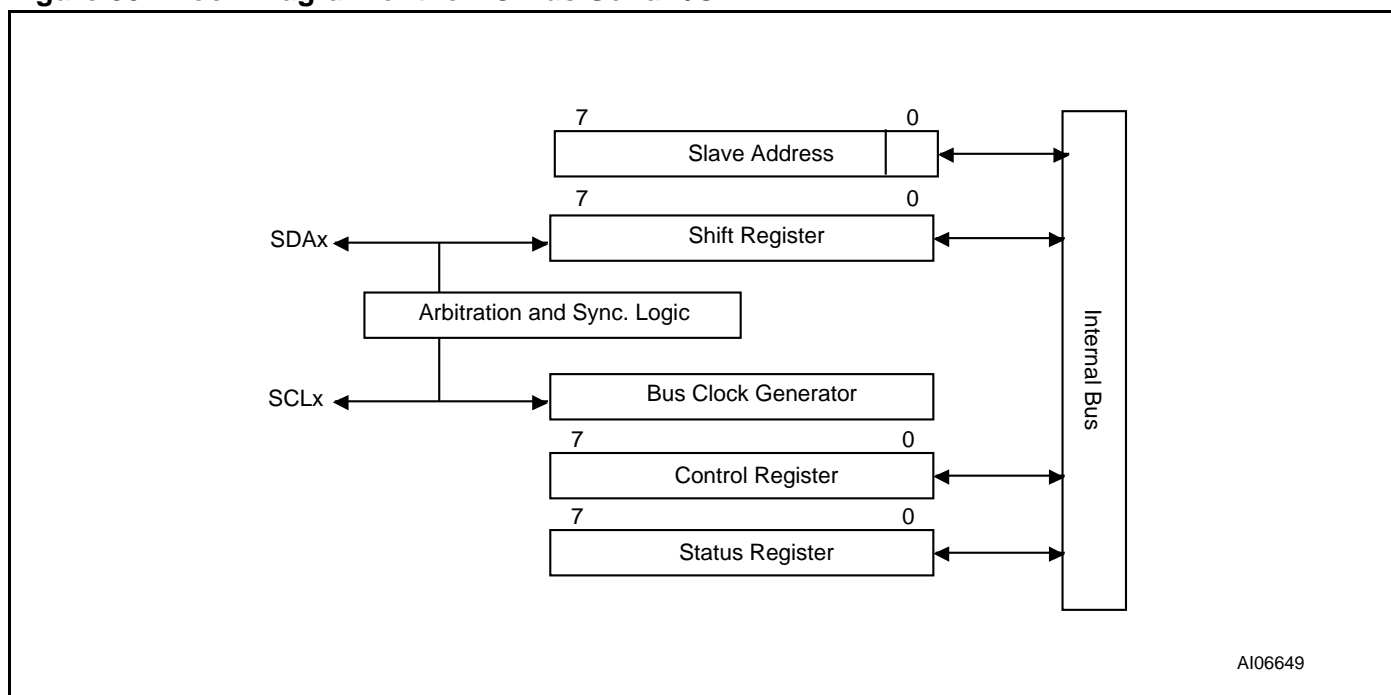 7 0
Slave Address
7 0
SDAx
Shift Register
Arbitration and Sync. Logic
Internal Bus
SCLx
Bus Clock Generator
7 0
Control Register
7 0
Status Register
AI06649